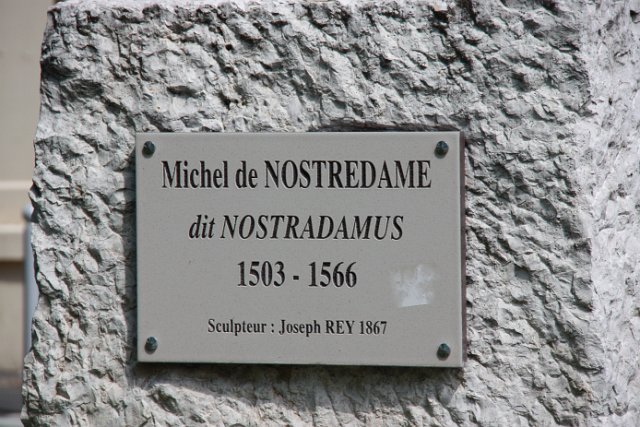 Michel de NOSTREDAME
dit NOSTRADAMUS
1503 - 1566
Sculpteur : Joseph REY 1867